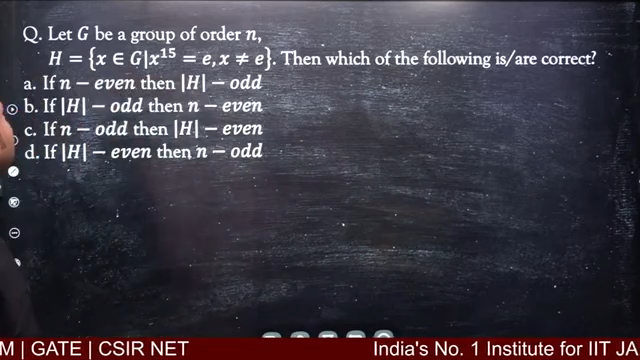 Q. Let G be a group of order n,
H = {x ∈ G|x¹⁵ = e, x ≠ e}. Then which of the following is/are correct?
a. If n − even then |H| − odd
b. If |H| − odd then n − even
c. If n − odd then |H| − even
d. If |H| − even then n − odd
M | GATE | CSIR NET
India's No. 1 Institute for IIT JA